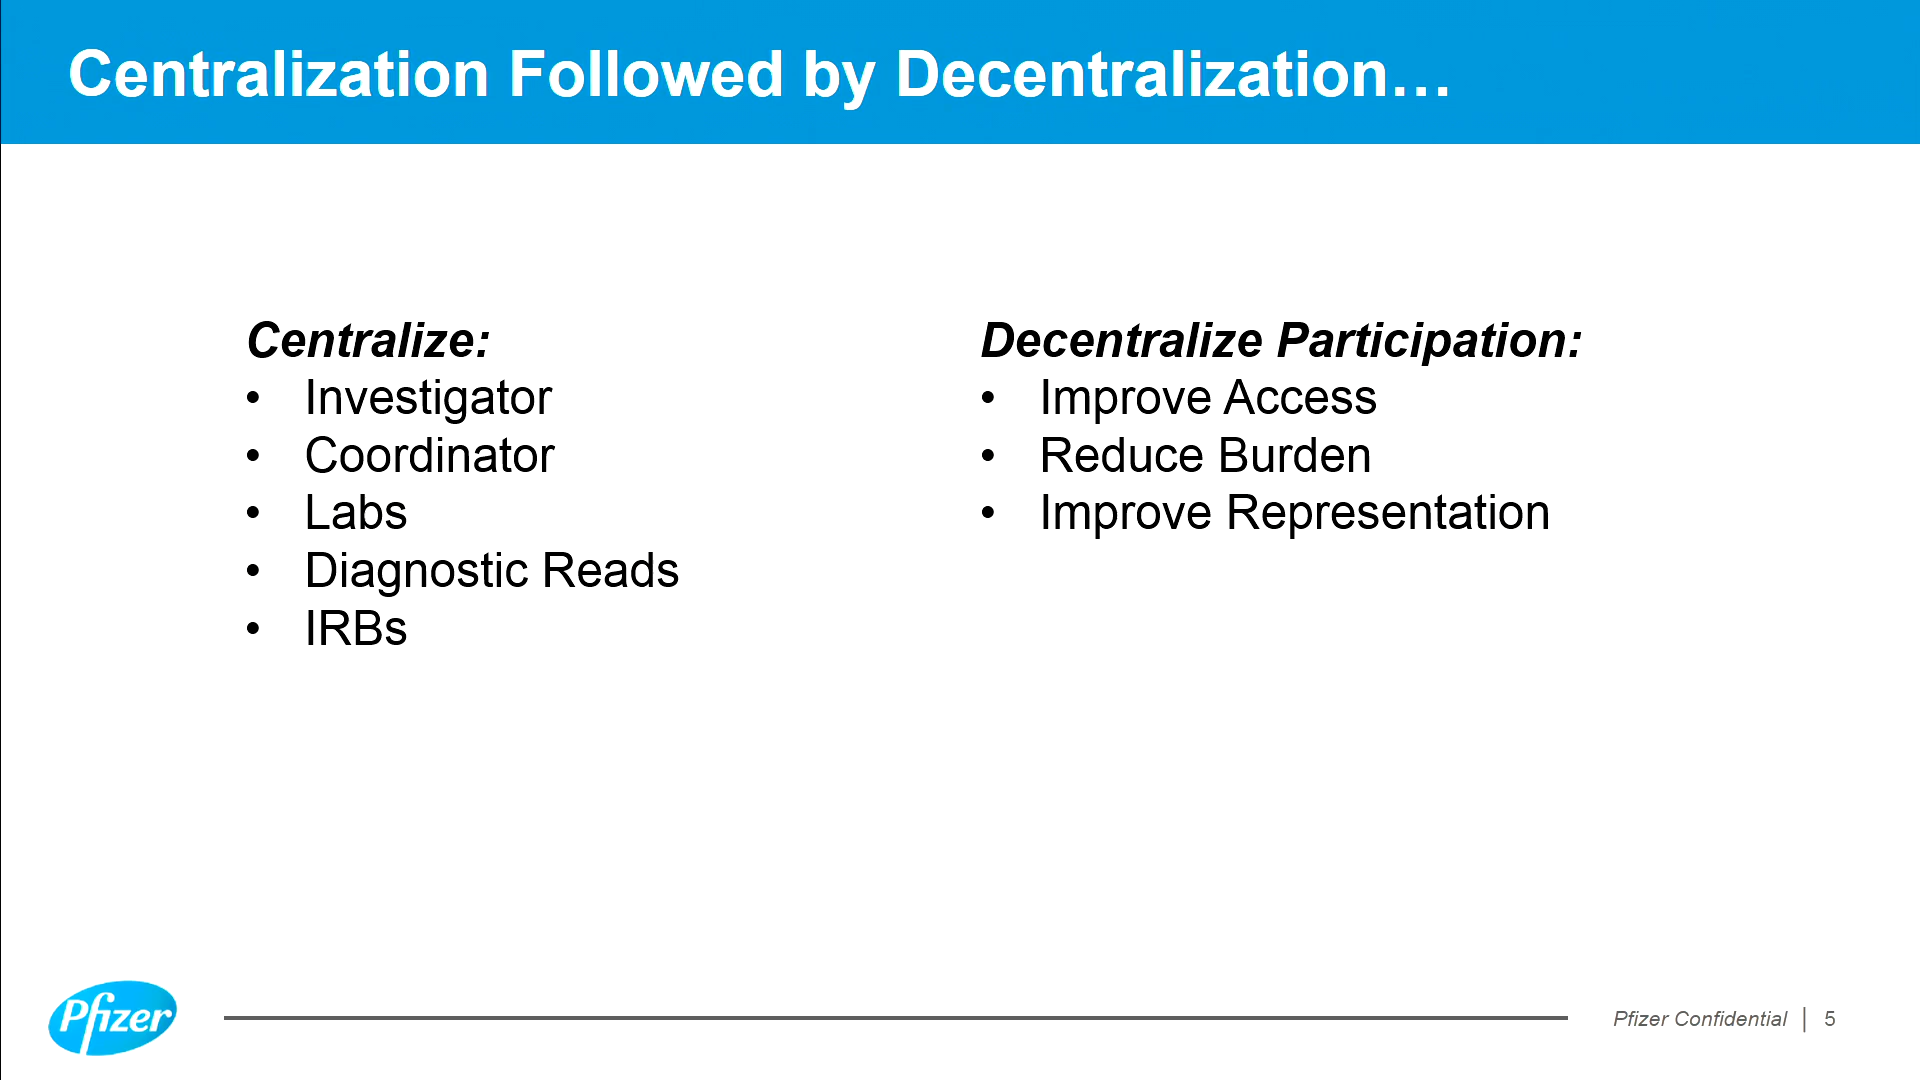 Centralization Followed by Decentralization…
Centralize:
• Investigator
• Coordinator
• Labs
• Diagnostic Reads
• IRBs
Decentralize Participation:
• Improve Access
• Reduce Burden
• Improve Representation
Pfizer
Pfizer Confidential | 5